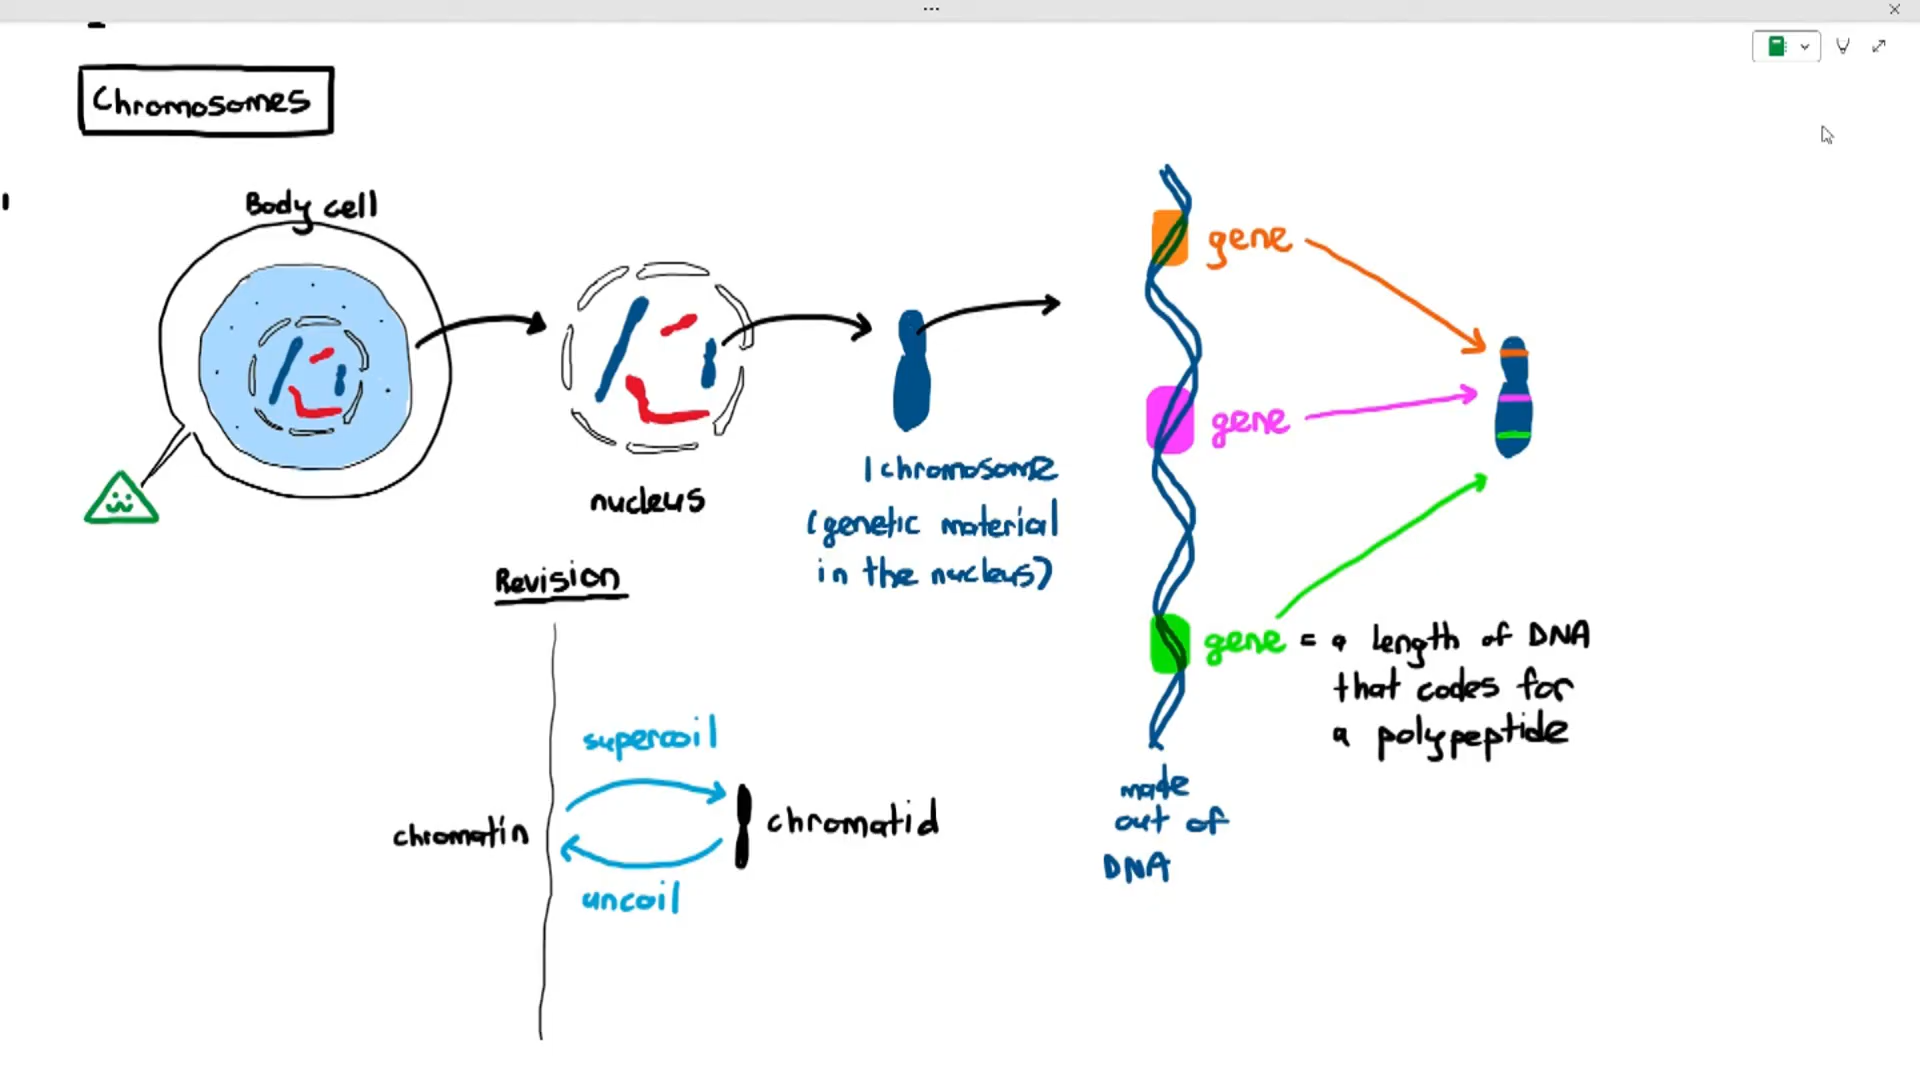 Chromosomes
Body cell
nucleus
1 chromosome
(genetic material
in the nucleus)
gene
gene
gene = a length of DNA
that codes for
a polypeptide
made
out of
DNA
Revision
supercoil
chromatin
chromatid
uncoil